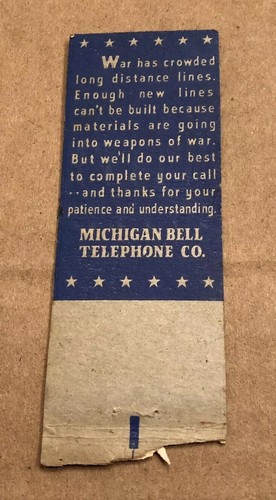 War has crowded
long distance lines.
Enough new lines
can't be built because
materials are going
into weapons of war.
But we'll do our best
to complete your call
--and thanks for your
patience and understanding.
MICHIGAN BELL
TELEPHONE CO.